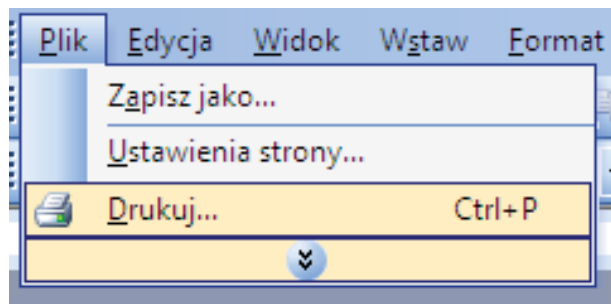 Plik Edycja Widok Wstaw Format
Zapisz jako...
Ustawienia strony...
Drukuj... Ctrl+P